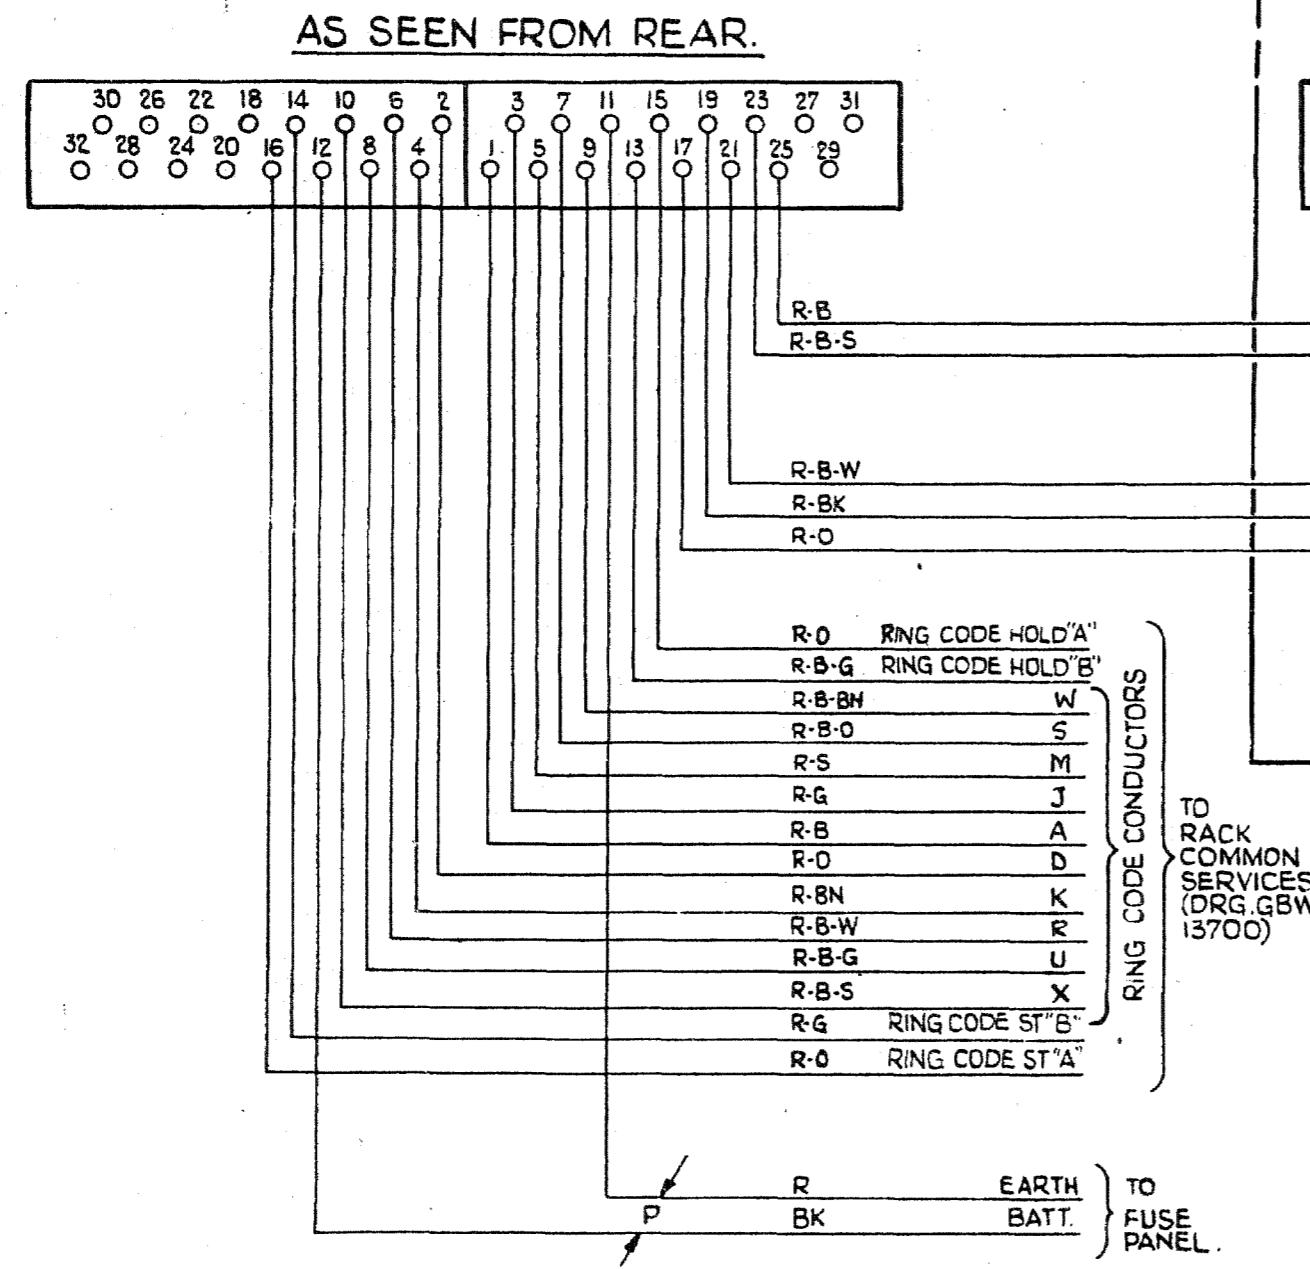 AS SEEN FROM REAR.
30 26 22 18 14 10 6 2 3 7 11 15 19 23 27 31
32 28 24 20 16 12 8 4 1 5 9 13 17 21 25 29
R-B
R-B-S
R-B-W
R-BK
R-O
R-O RING CODE HOLD "A"
R-B-G RING CODE HOLD "B"
R-B-BN W
R-B-O S
R-S M
R-G J
R-B A
R-O D
R-BN K
R-B-W R
R-B-G U
R-B-S X
R-G RING CODE ST "B"
R-O RING CODE ST "A"
RING CODE CONDUCTORS
TO
RACK
COMMON
SERVICES
(DRG.GBW
13700)
R EARTH
P BK BATT.
TO
FUSE
PANEL.